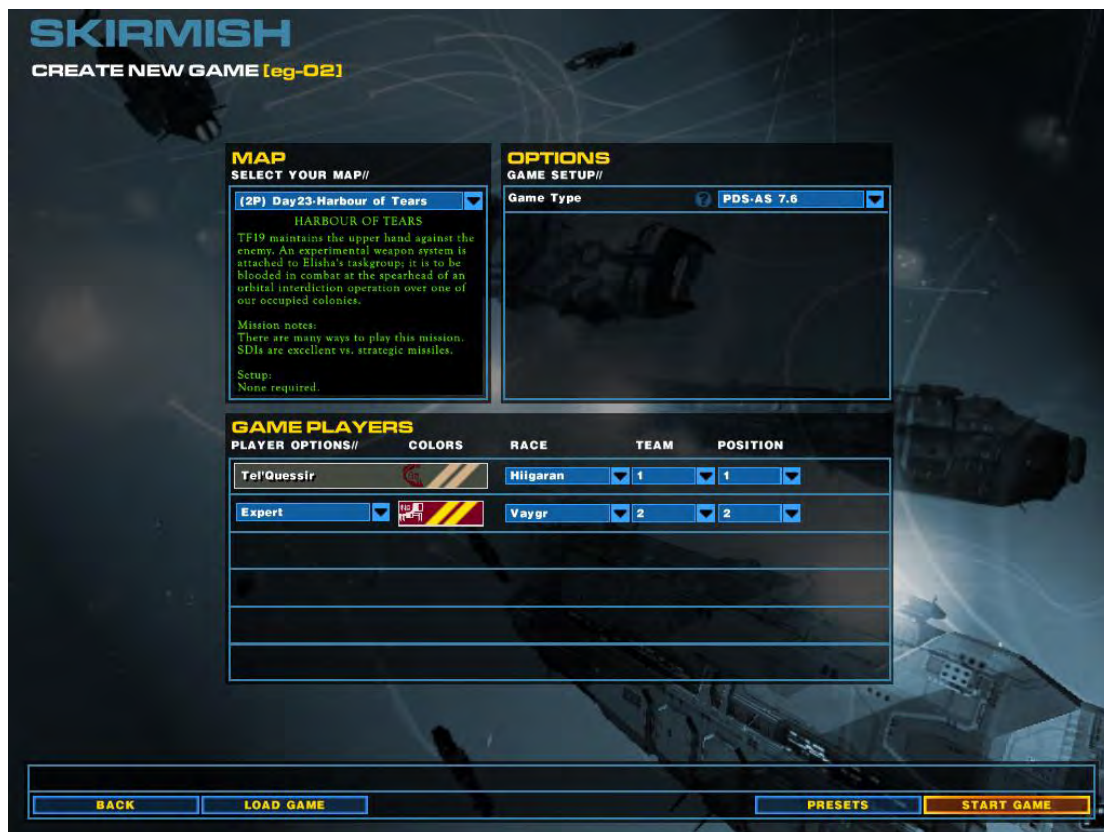 SKIRMISH
CREATE NEW GAME [eg-02]
MAP
SELECT YOUR MAP//
(2P) Day23-Harbour of Tears
HARBOUR OF TEARS
TF19 maintains the upper hand against the
enemy. An experimental weapon system is
attached to Elisha's taskgroup; it is to be
blooded in combat at the spearhead of an
orbital interdiction operation over one of
our occupied colonies.
Mission notes:
There are many ways to play this mission.
SDIs are excellent vs. strategic missiles.
Setup:
None required.
OPTIONS
GAME SETUP//
Game Type ? PDS-AS 7.6
GAME PLAYERS
PLAYER OPTIONS// COLORS RACE TEAM POSITION
Tel'Quessir Hiigaran 1 1
Expert Vaygr 2 2
BACK LOAD GAME PRESETS START GAME